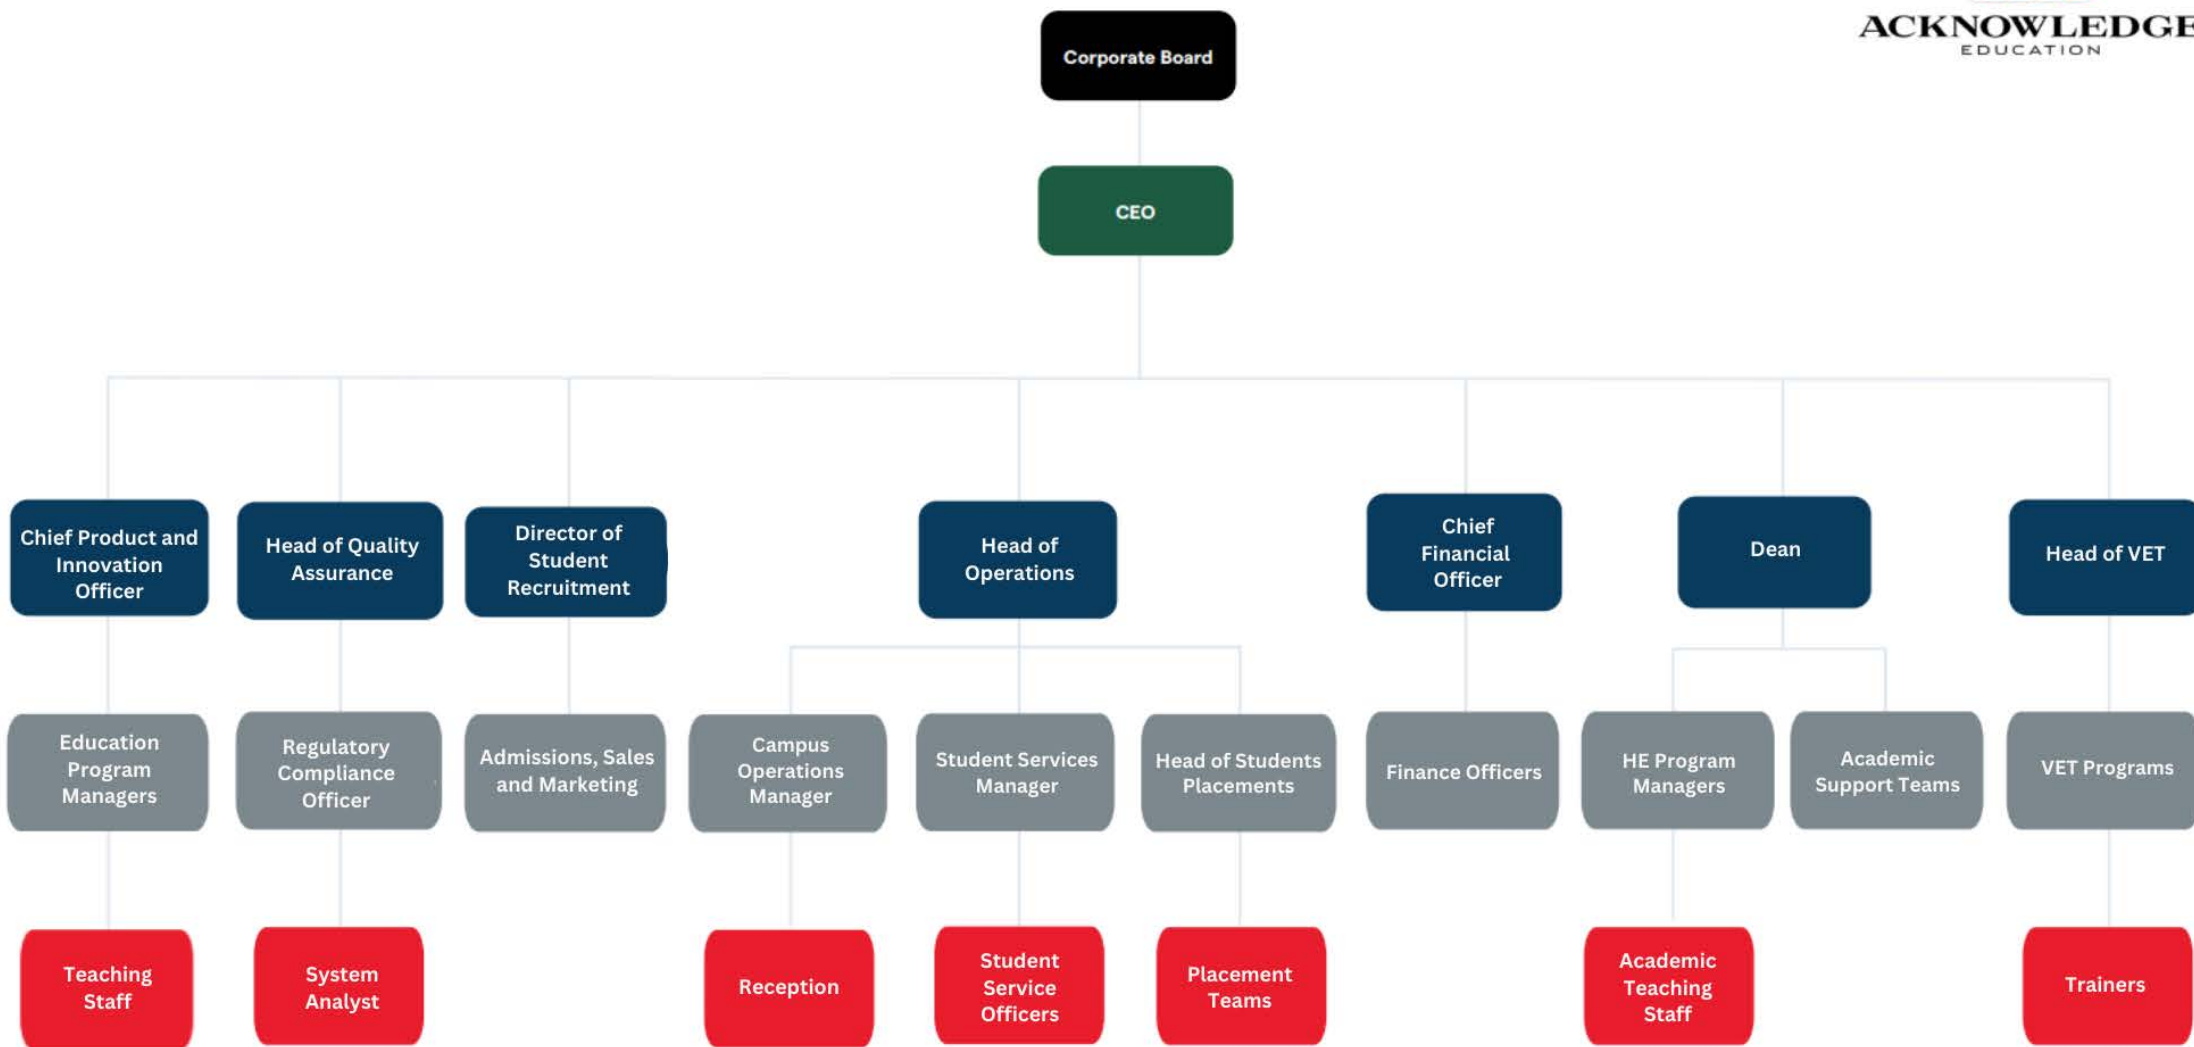 ACKNOWLEDGE
EDUCATION
Corporate Board
CEO
Chief Product and
Innovation
Officer
Head of Quality
Assurance
Director of
Student
Recruitment
Head of
Operations
Chief
Financial
Officer
Dean
Head of VET
Education
Program
Managers
Regulatory
Compliance
Officer
Admissions, Sales
and Marketing
Campus
Operations
Manager
Student Services
Manager
Head of Students
Placements
Finance Officers
HE Program
Managers
Academic
Support Teams
VET Programs
Teaching
Staff
System
Analyst
Reception
Student
Service
Officers
Placement
Teams
Academic
Teaching
Staff
Trainers